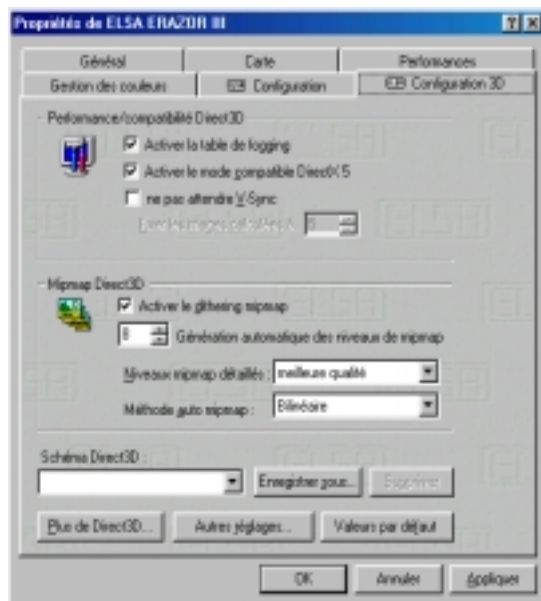 Propriétés de ELSA ERAZOR III
Général Carte Performances
Gestion des couleurs Configuration Configuration 3D
Performance/compatibilité Direct3D
Activer la table de fogging
Activer le mode compatible DirectX 5
ne pas attendre V-Sync
5
Mipmap Direct3D
Activer le dithering mipmap
8 Génération automatique des niveaux de mipmap
Niveaux mipmap détaillés : meilleure qualité
Méthode auto mipmap : Bilinéaire
Schéma Direct3D :
Enregistrer sous... Supprimer
Plus de Direct3D... Autres réglages... Valeurs par défaut
OK Annuler Appliquer